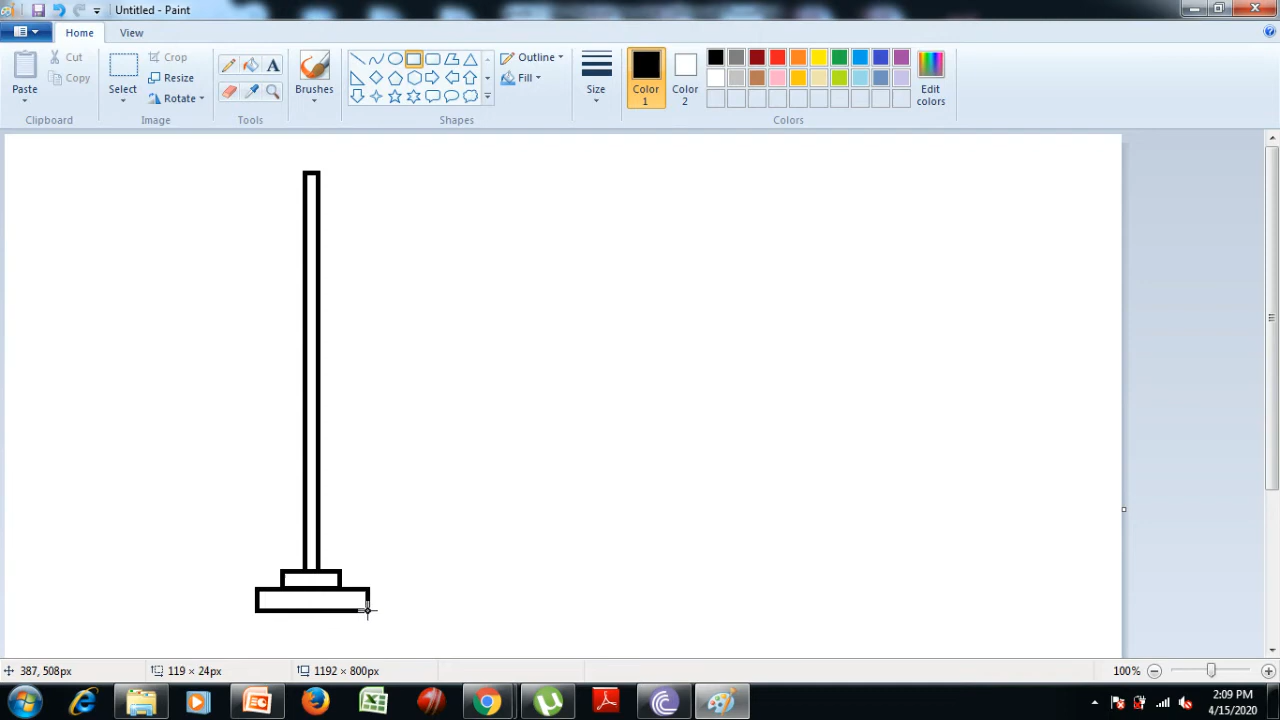 Untitled - Paint
Home View
Paste
Cut
Copy
Clipboard
Select
Crop
Resize
Rotate
Image
A
Tools
Brushes
Outline
Fill
Shapes
Size
Color 1
Color 2
Edit colors
Colors
387, 508px
119 × 24px
1192 × 800px
100%
2:09 PM
4/15/2020